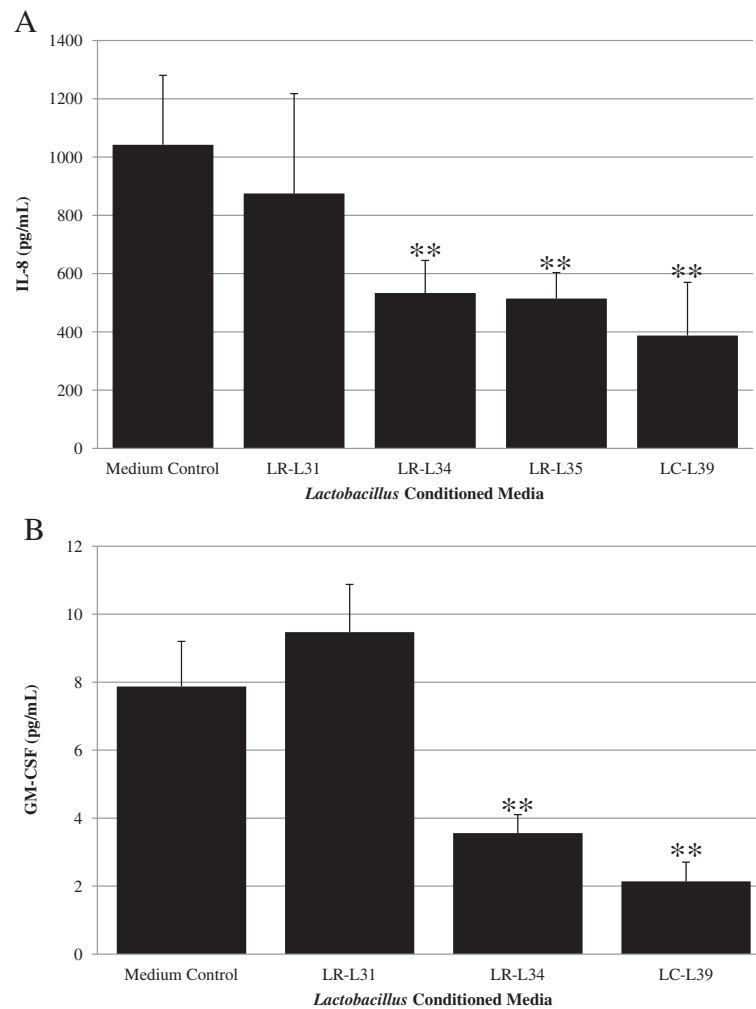 A
1400
1200
1000
800
600
400
200
0
IL-8 (pg/mL)
**
**
**
Medium Control LR-L31 LR-L34 LR-L35 LC-L39
Lactobacillus Conditioned Media
B
12
10
8
6
4
2
0
GM-CSF (pg/mL)
**
**
Medium Control LR-L31 LR-L34 LC-L39
Lactobacillus Conditioned Media